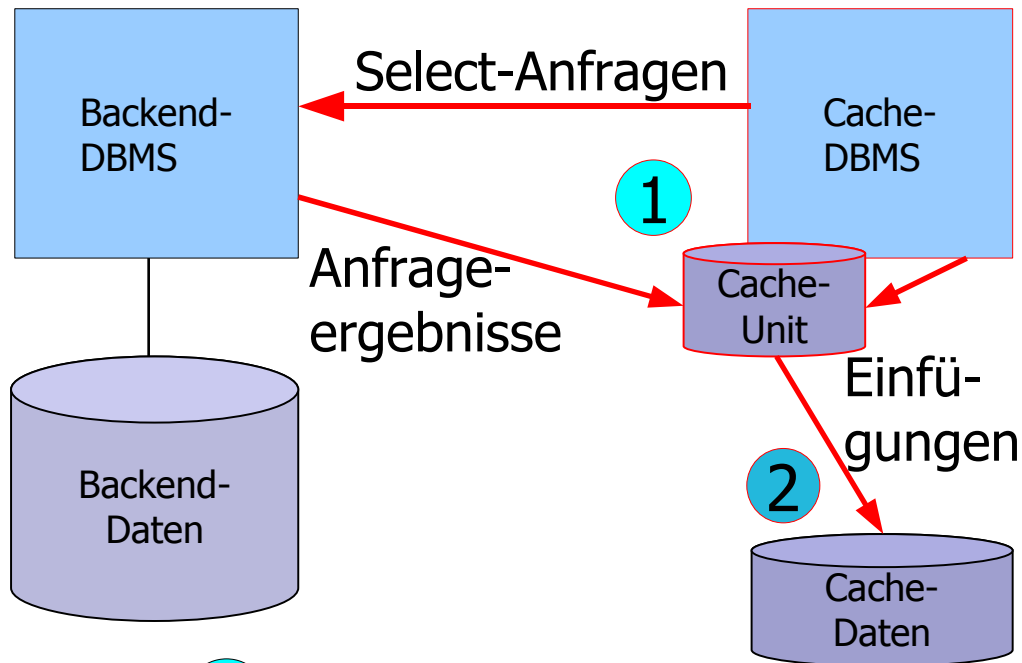 Select-Anfragen
Backend-
DBMS
Cache-
DBMS
1
Anfrage-
ergebnisse
Cache-
Unit
Einfü-
gungen
2
Backend-
Daten
Cache-
Daten